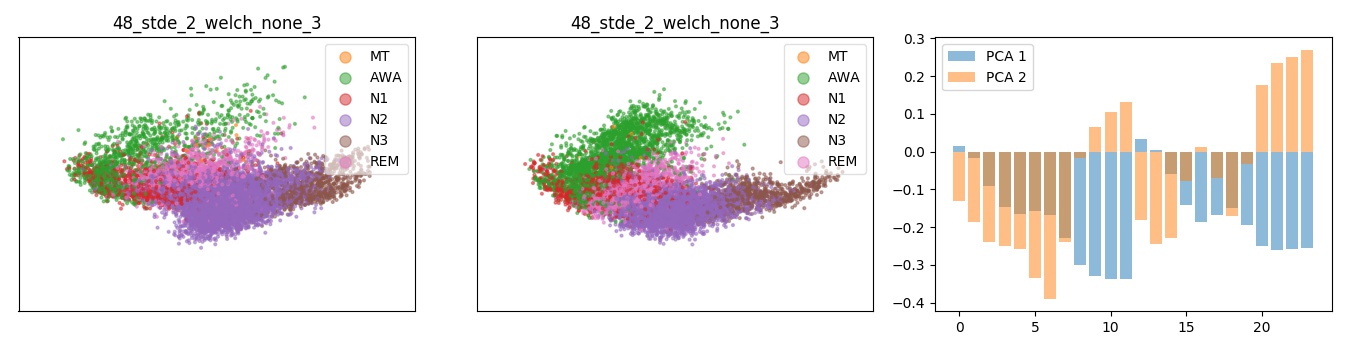 48_stde_2_welch_none_3
MT
AWA
N1
N2
N3
REM
48_stde_2_welch_none_3
MT
AWA
N1
N2
N3
REM
PCA 1
PCA 2
0.3
0.2
0.1
0.0
−0.1
−0.2
−0.3
−0.4
0 5 10 15 20